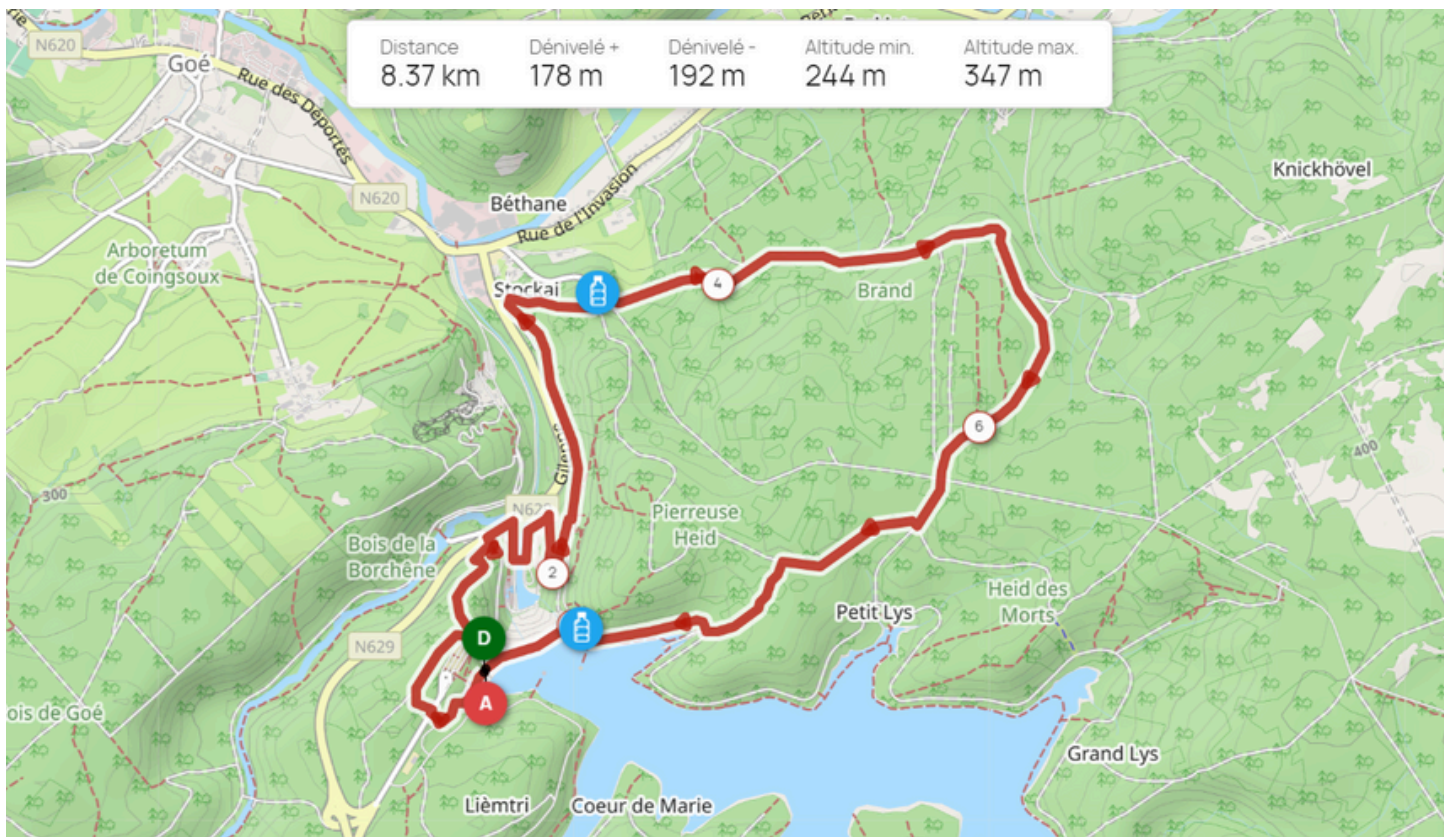 N620
Goé
Rue des Déportés
Distance
8.37 km
Dénivelé +
178 m
Dénivelé -
192 m
Altitude min.
244 m
Altitude max.
347 m
N620
Béthane
Rue de l'Invasion
Knickhövel
Arboretum
de Coingsoux
Stockai
4
Brand
6
400
300
Pierreuse
Heid
Bois de la
Borchêne
2
Heid des
Morts
Petit Lys
D
N629
A
ois de Goé
Grand Lys
Lièmtri
Coeur de Marie